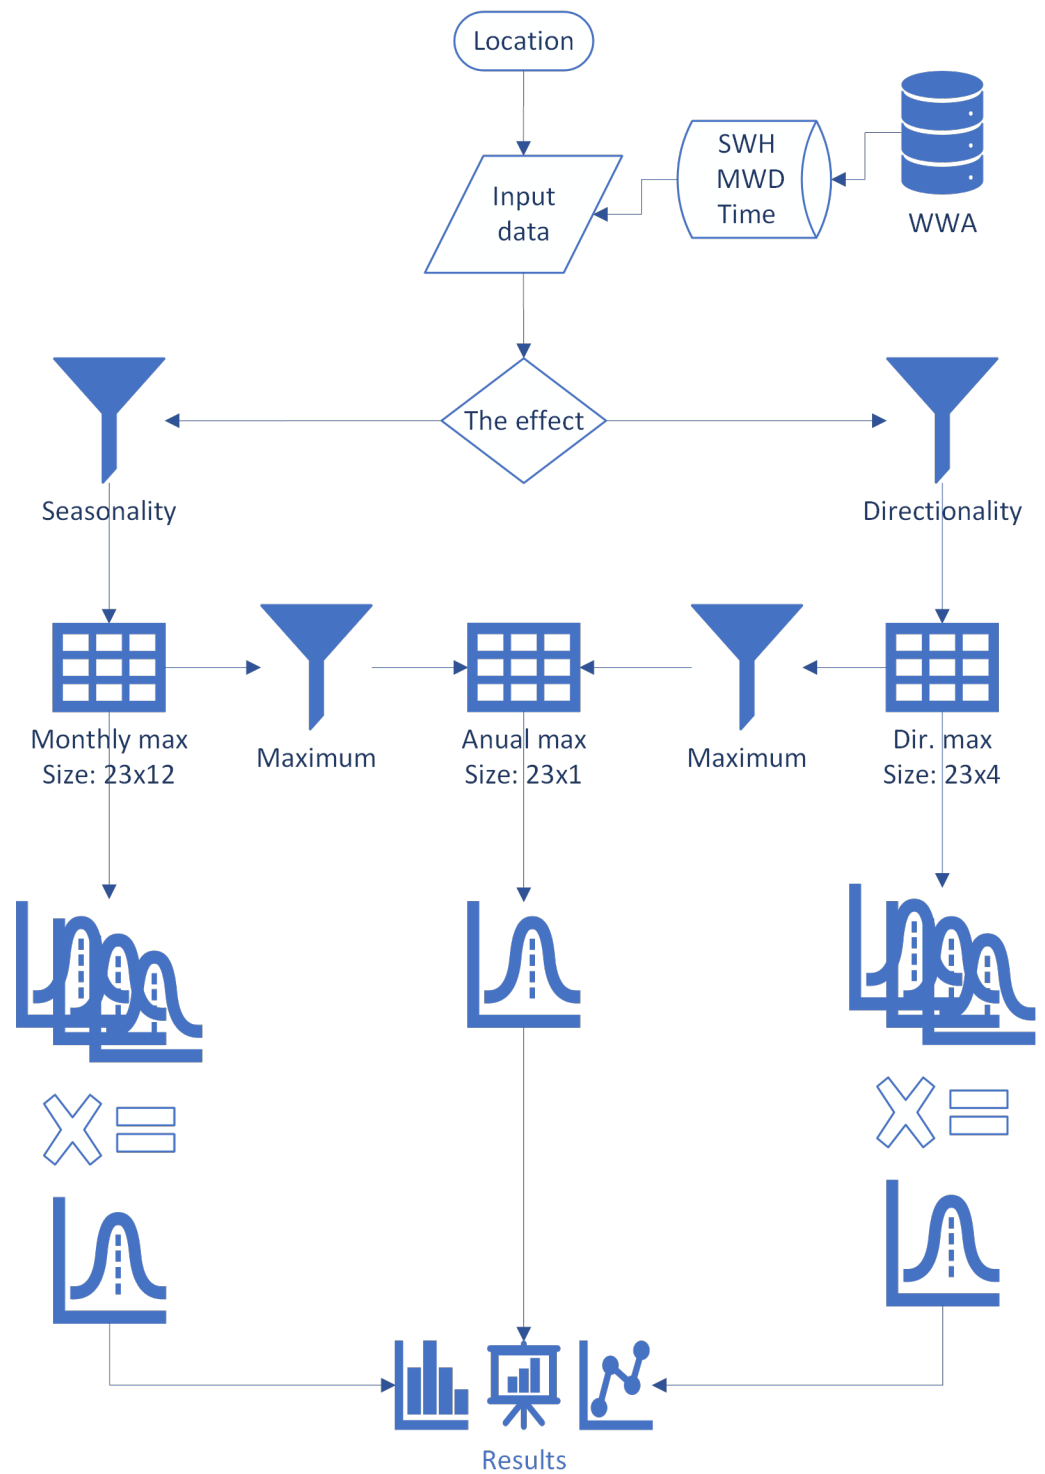 Location
SWH
MWD
Time
WWA
Input
data
The effect
Seasonality
Directionality
Monthly max
Size: 23x12
Maximum
Anual max
Size: 23x1
Maximum
Dir. max
Size: 23x4
Results